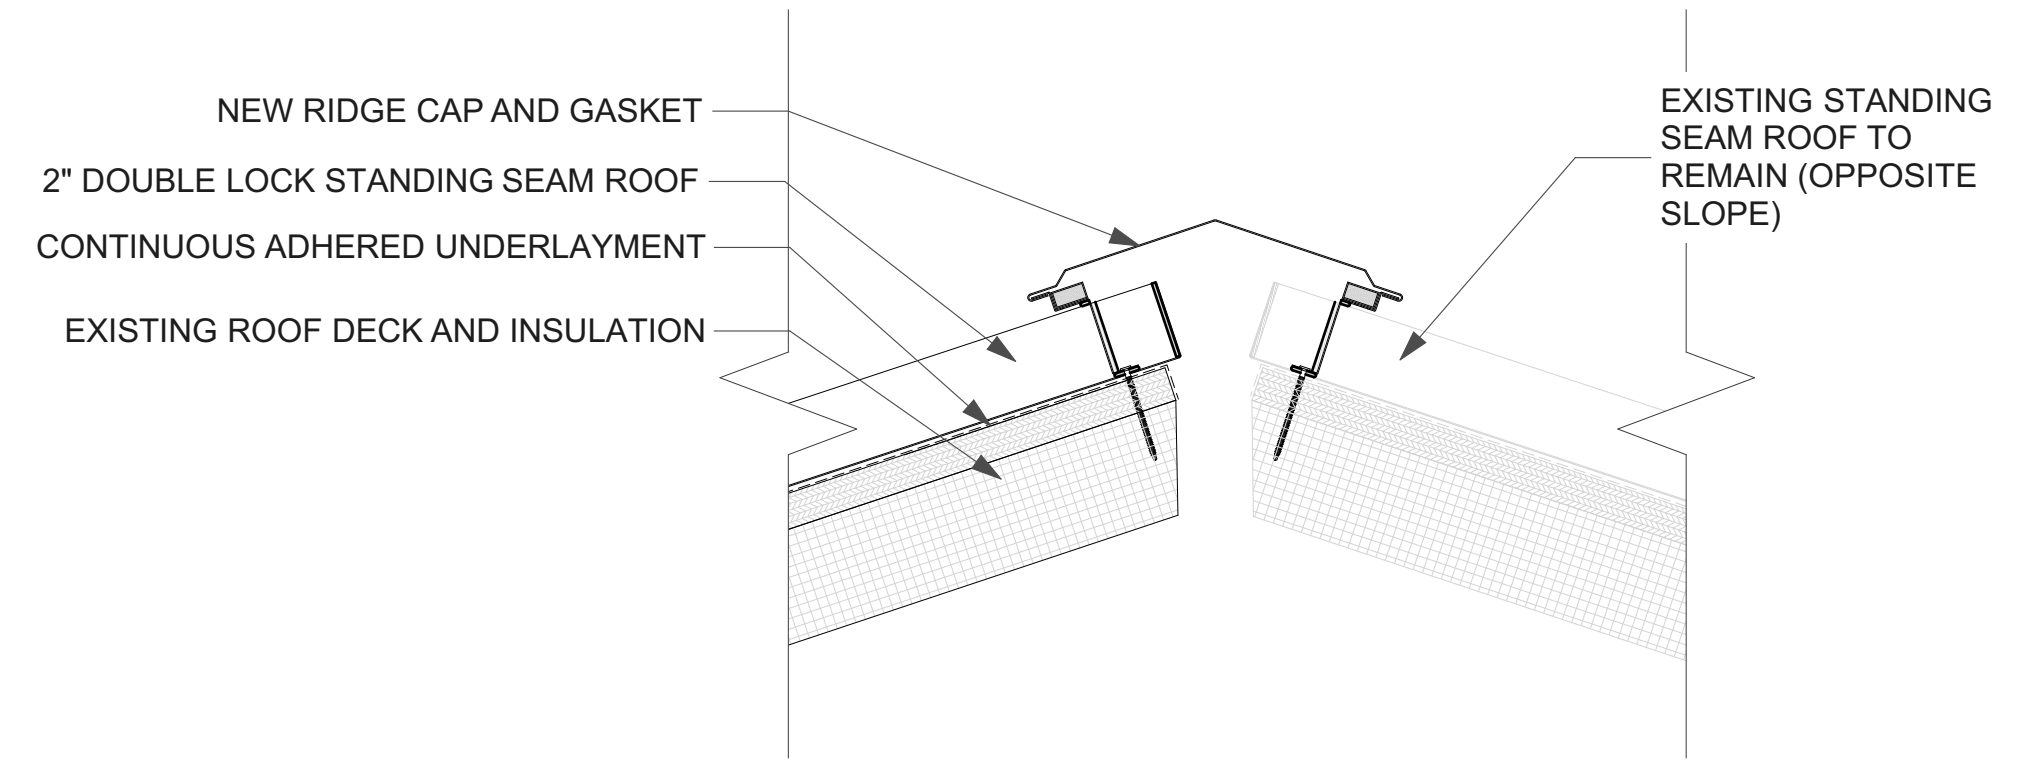 NEW RIDGE CAP AND GASKET
2" DOUBLE LOCK STANDING SEAM ROOF
CONTINUOUS ADHERED UNDERLAYMENT
EXISTING ROOF DECK AND INSULATION
EXISTING STANDING
SEAM ROOF TO
REMAIN (OPPOSITE
SLOPE)